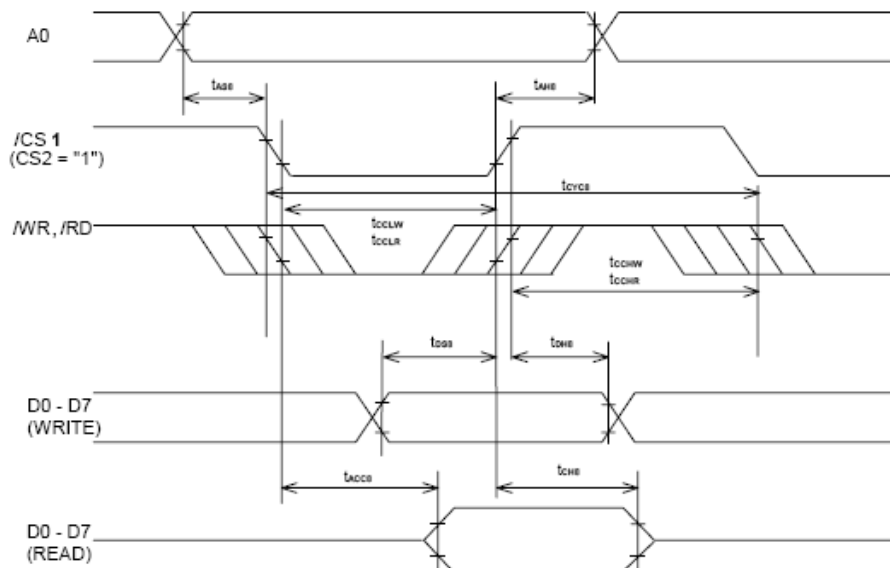 A0
tAS8
tAH8
/CS 1
(CS2 = "1")
tCYC8
/WR, /RD
tCCLW
tCCLR
tCCHW
tCCHR
tDS8
tDH8
D0 - D7
(WRITE)
tACC8
tCH8
D0 - D7
(READ)